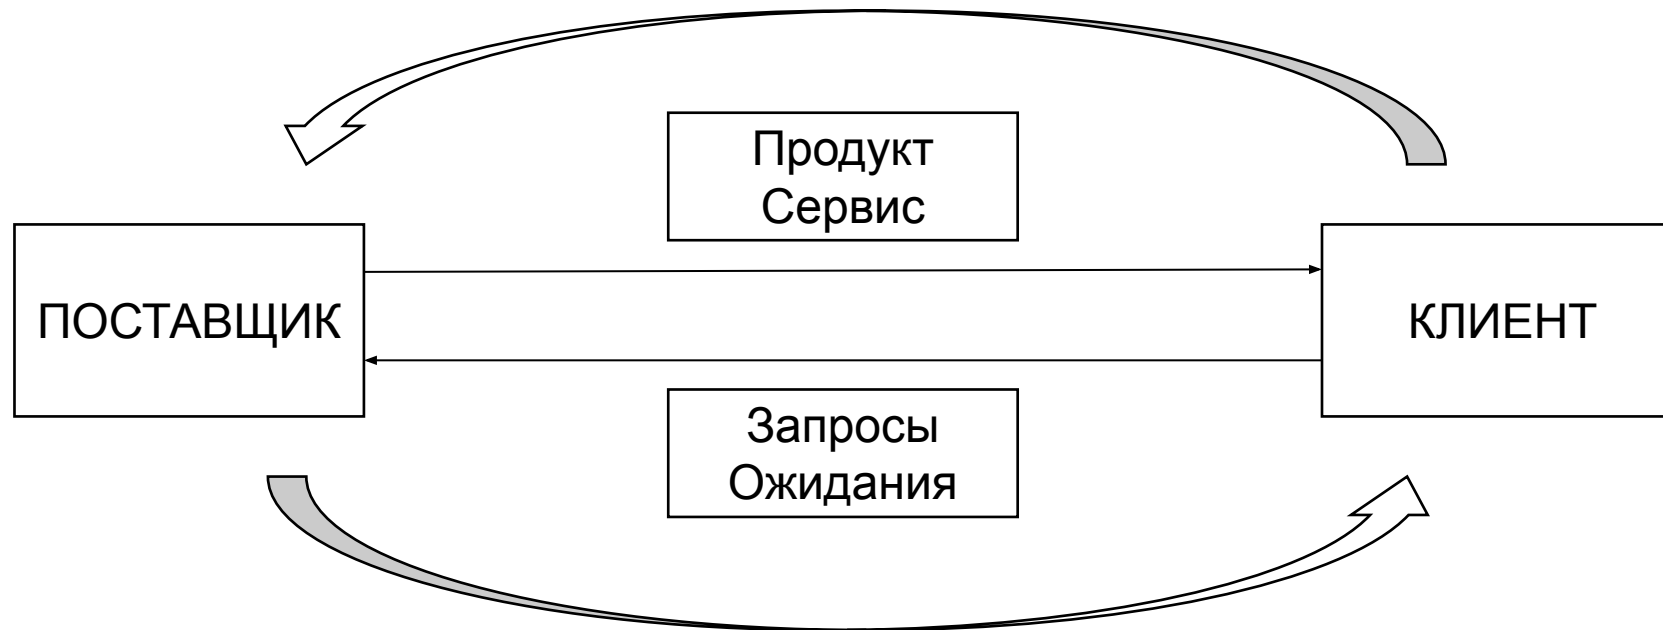 Продукт
Сервис
ПОСТАВЩИК
КЛИЕНТ
Запросы
Ожидания